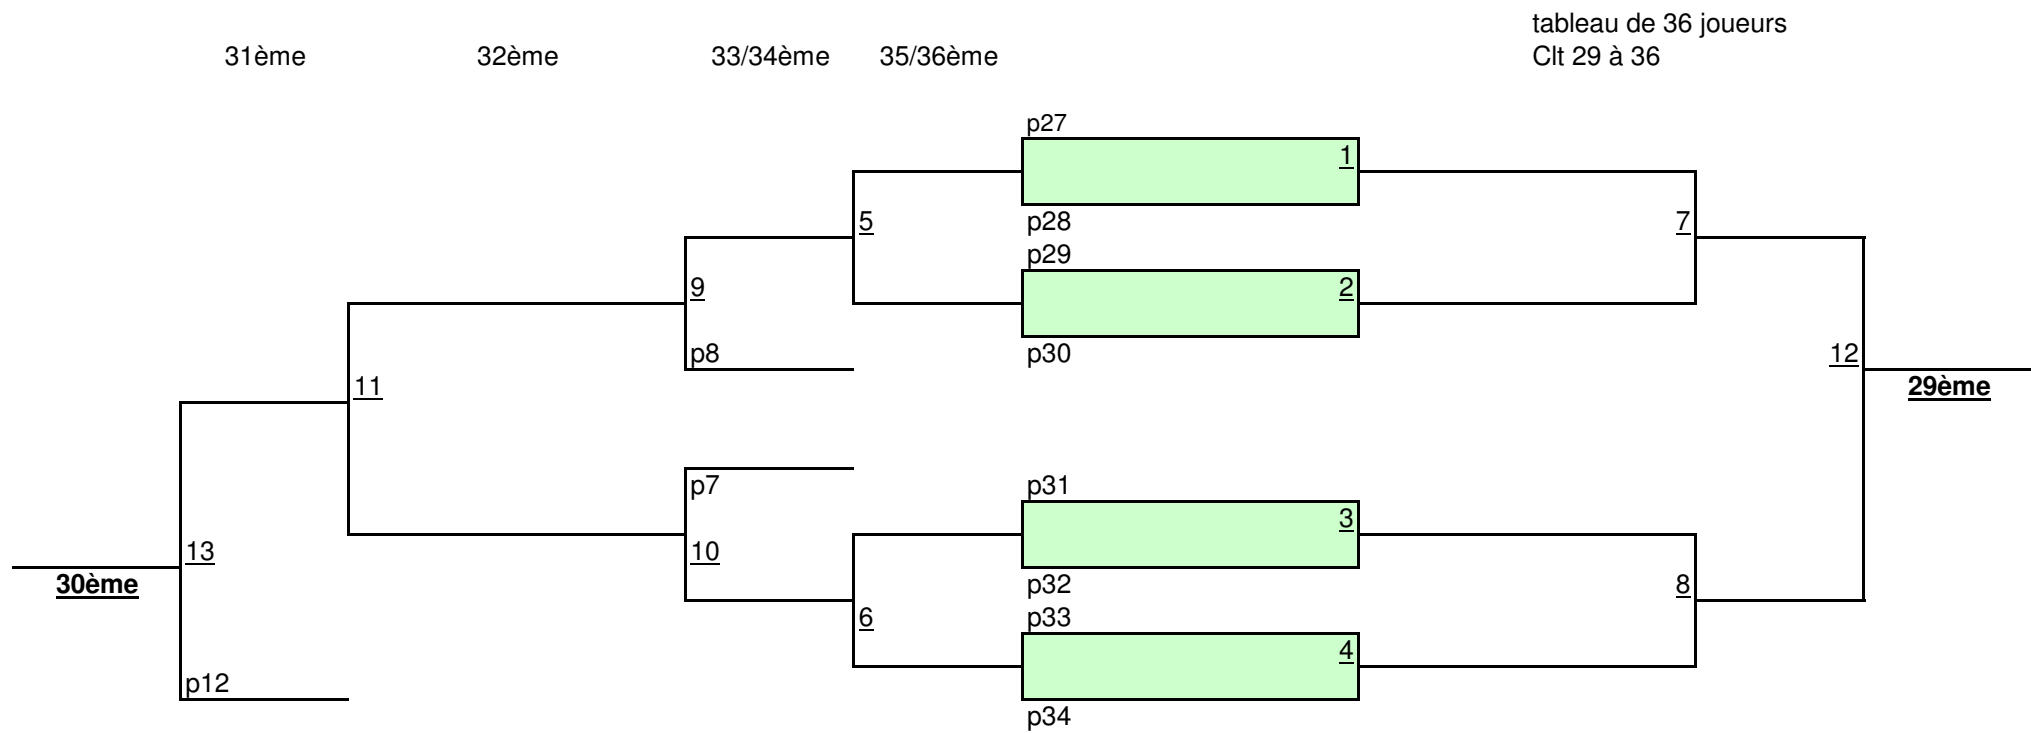 tableau de 36 joueurs
31ème 32ème 33/34ème 35/36ème Clt 29 à 36
p27
1
5 p28 7
p29
9 2
p8 p30 12
11 29ème
p7 p31
3
13 10
30ème p32 8
6 p33
4
p12
p34